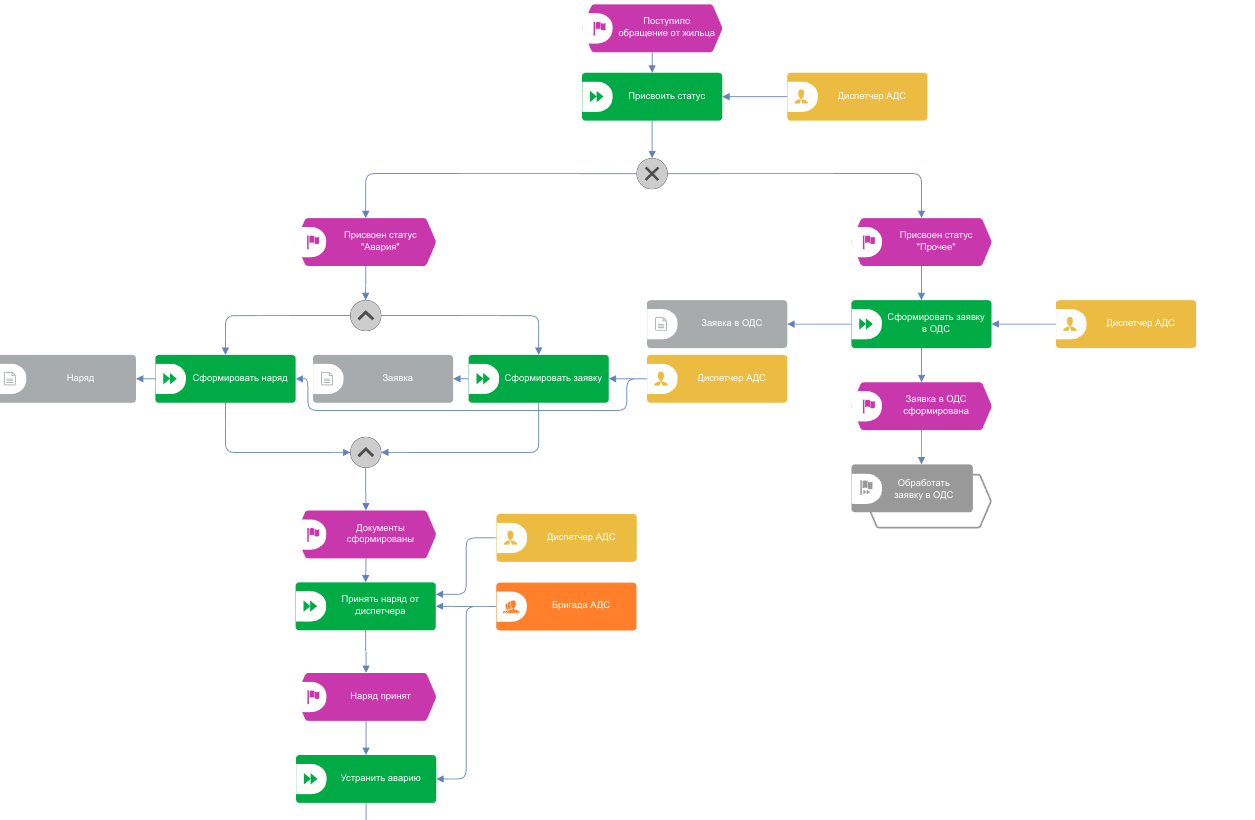 Поступило
обращение от жильца
Присвоить статус
Диспетчер АДС
Присвоен статус
"Авария"
Присвоен статус
"Прочее"
Заявка в ОДС
Сформировать заявку
в ОДС
Диспетчер АДС
Наряд
Сформировать наряд
Заявка
Сформировать заявку
Диспетчер АДС
Заявка в ОДС
сформирована
Обработать
заявку в ОДС
Документы
сформированы
Диспетчер АДС
Принять наряд от
диспетчера
Бригада АДС
Наряд принят
Устранить аварию